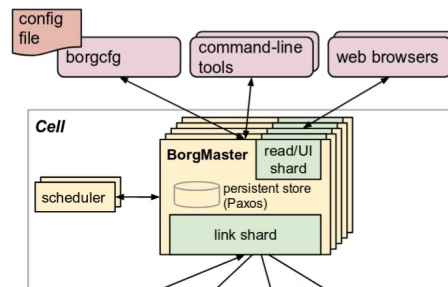 config
file
borgcfg
command-line
tools
web browsers
Cell
BorgMaster
read/UI
shard
persistent store
(Paxos)
scheduler
link shard